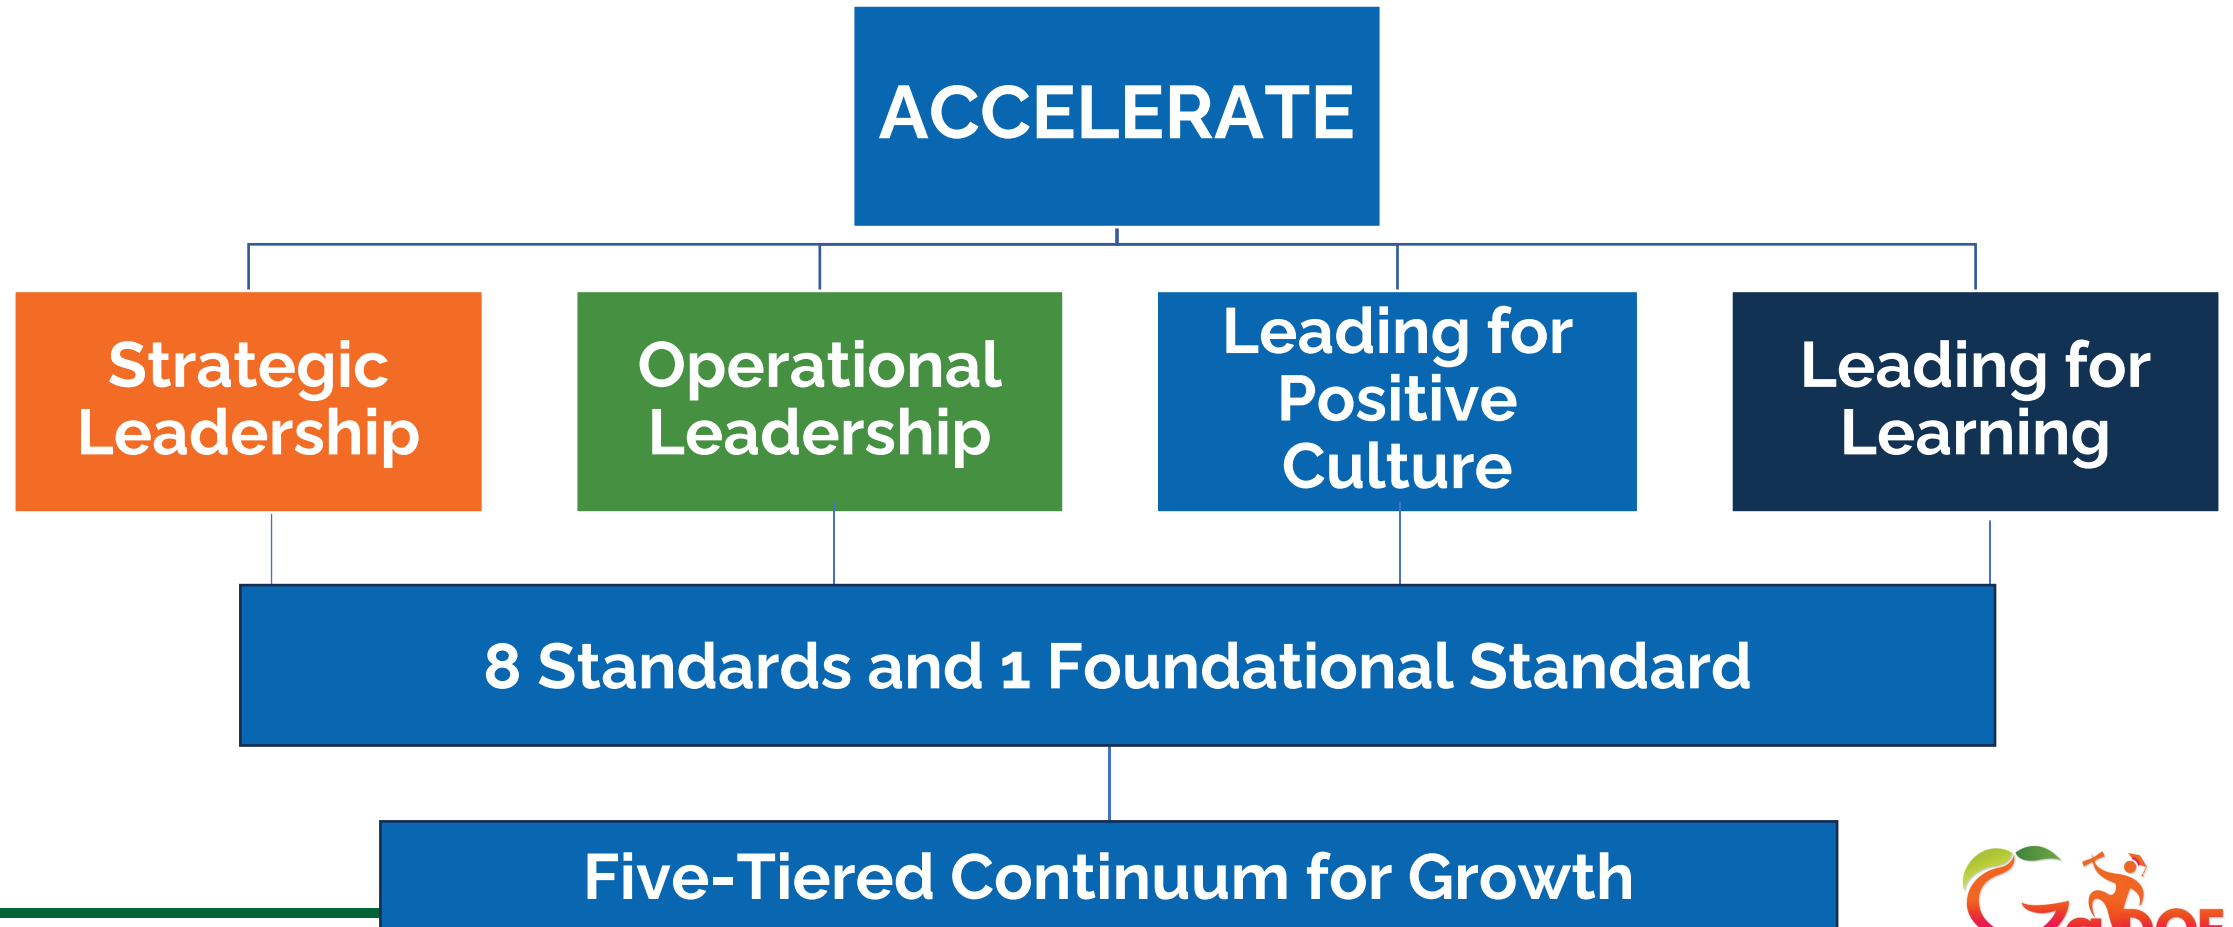 ACCELERATE
Strategic
Leadership
Operational
Leadership
Leading for
Positive
Culture
Leading for
Learning
8 Standards and 1 Foundational Standard
Five-Tiered Continuum for Growth
GaDOE